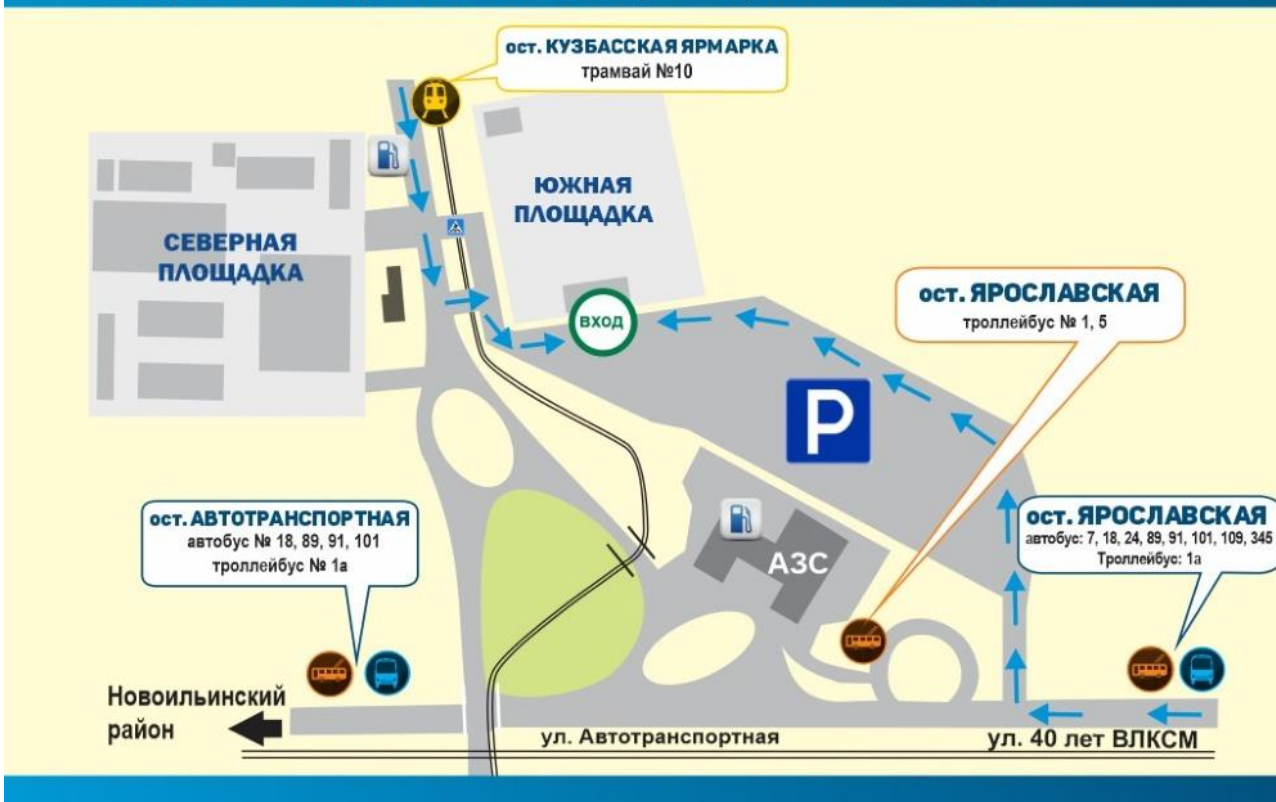 ост. КУЗБАССКАЯ ЯРМАРКА
трамвай №10
ЮЖНАЯ
ПЛОЩАДКА
СЕВЕРНАЯ
ПЛОЩАДКА
ост. ЯРОСЛАВСКАЯ
троллейбус № 1, 5
ВХОД
P
ост. АВТОТРАНСПОРТНАЯ
автобус № 18, 89, 91, 101
троллейбус № 1а
ост. ЯРОСЛАВСКАЯ
автобус: 7, 18, 24, 89, 91, 101, 109, 345
Троллейбус: 1а
АЗС
Новоильинский
район
ул. Автотранспортная
ул. 40 лет ВЛКСМ